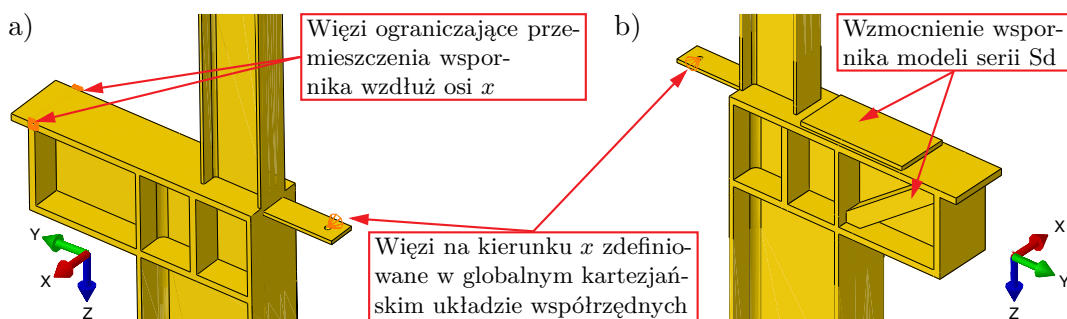 a)
Więzi ograniczające prze-
mieszczenia wspor-
nika wzdłuż osi x
b)
Wzmocnienie wspor-
nika modeli serii Sd
Więzi na kierunku x zdefinio-
wane w globalnym kartezjań-
skim układzie współrzędnych
Y
X
Z
X
Y
Z